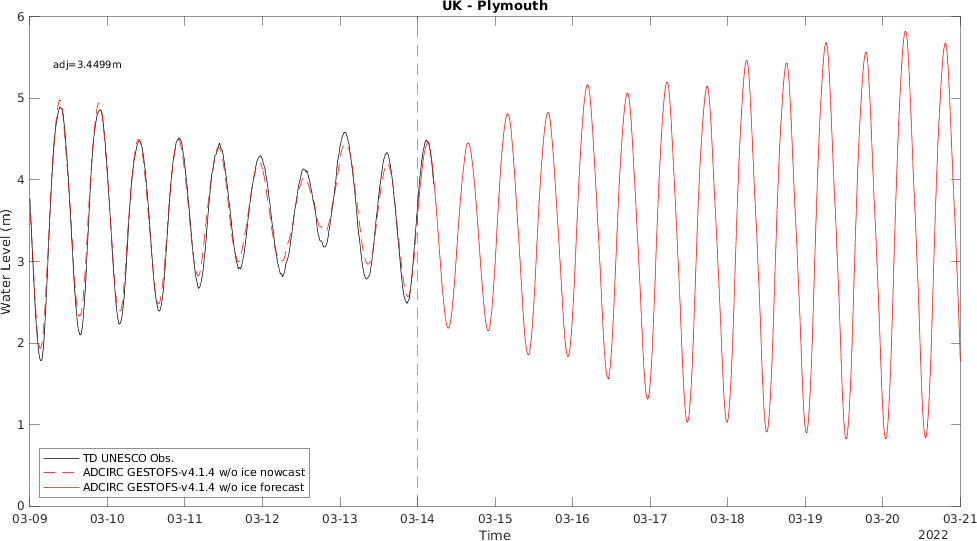 UK - Plymouth
6
adj=3.4499m
5
4
3
2
1
0
Water Level (m)
TD UNESCO Obs.
ADCIRC GESTOFS-v4.1.4 w/o ice nowcast
ADCIRC GESTOFS-v4.1.4 w/o ice forecast
03-09 03-10 03-11 03-12 03-13 03-14 03-15 03-16 03-17 03-18 03-19 03-20 03-21
Time 2022